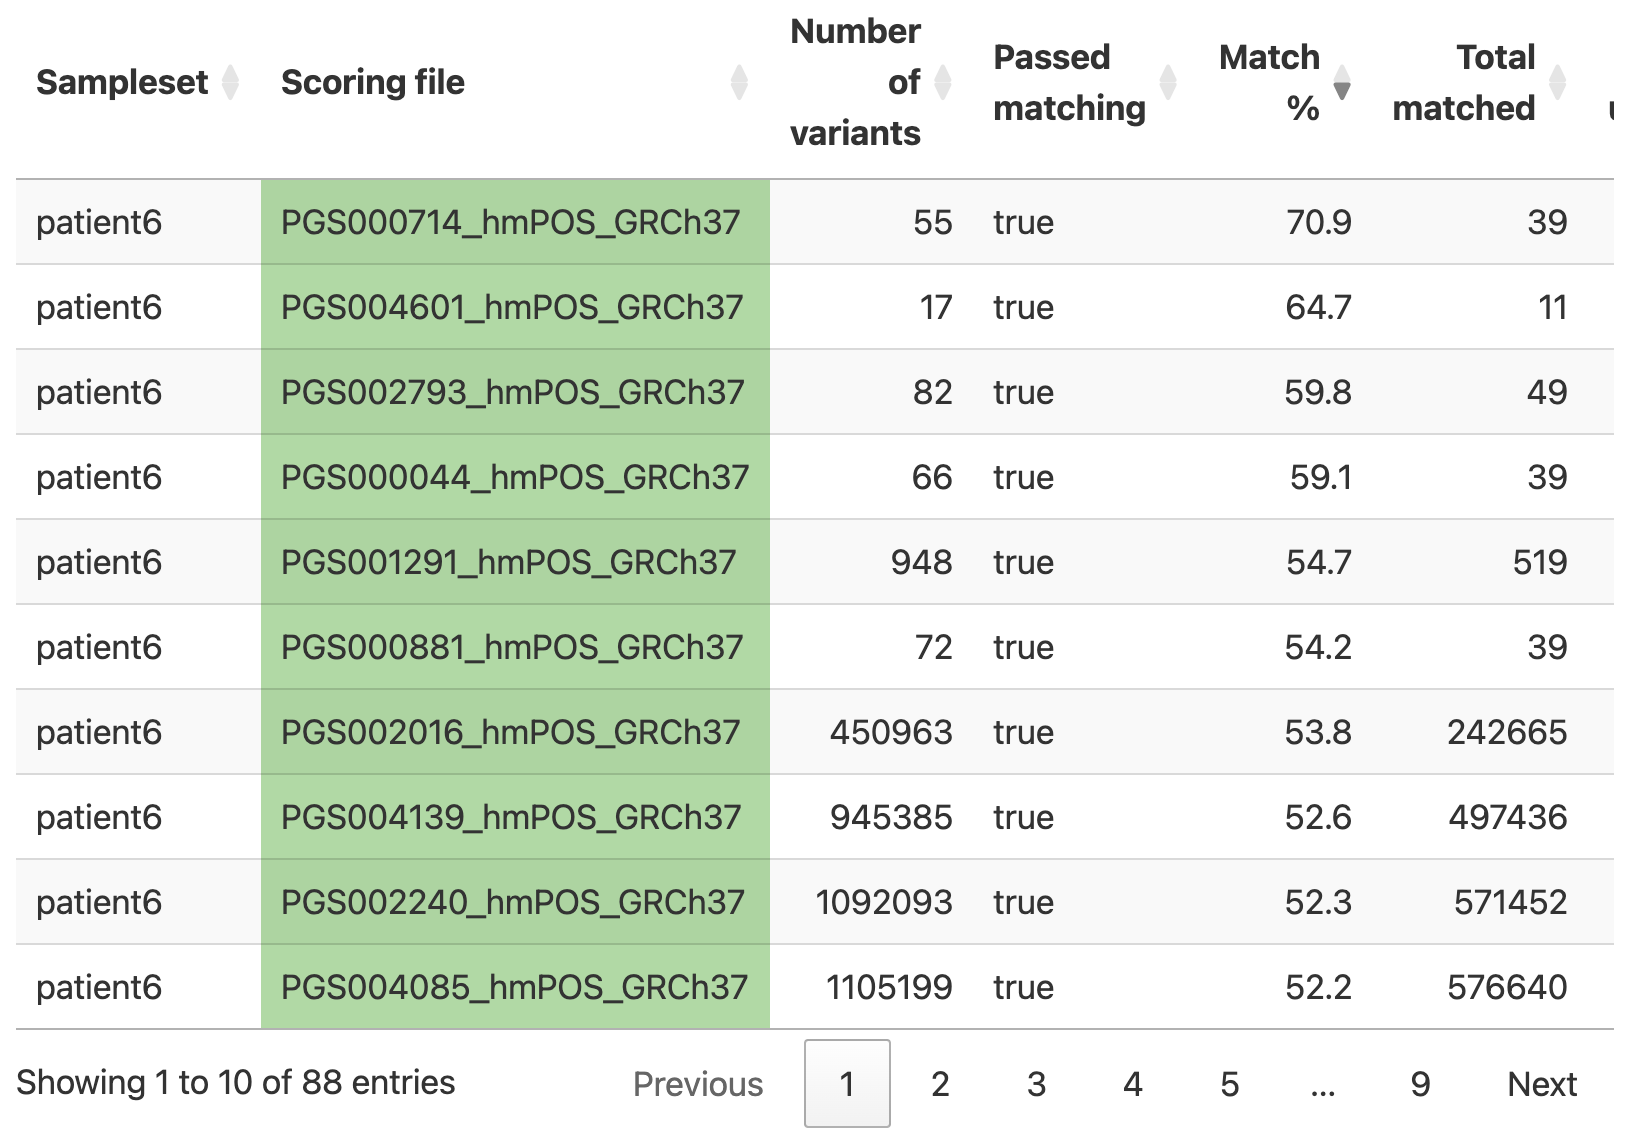 Sampleset Scoring file Number of variants Passed matching Match % Total matched
patient6 PGS000714_hmPOS_GRCh37 55 true 70.9 39
patient6 PGS004601_hmPOS_GRCh37 17 true 64.7 11
patient6 PGS002793_hmPOS_GRCh37 82 true 59.8 49
patient6 PGS000044_hmPOS_GRCh37 66 true 59.1 39
patient6 PGS001291_hmPOS_GRCh37 948 true 54.7 519
patient6 PGS000881_hmPOS_GRCh37 72 true 54.2 39
patient6 PGS002016_hmPOS_GRCh37 450963 true 53.8 242665
patient6 PGS004139_hmPOS_GRCh37 945385 true 52.6 497436
patient6 PGS002240_hmPOS_GRCh37 1092093 true 52.3 571452
patient6 PGS004085_hmPOS_GRCh37 1105199 true 52.2 576640
Showing 1 to 10 of 88 entries Previous 1 2 3 4 5 ... 9 Next